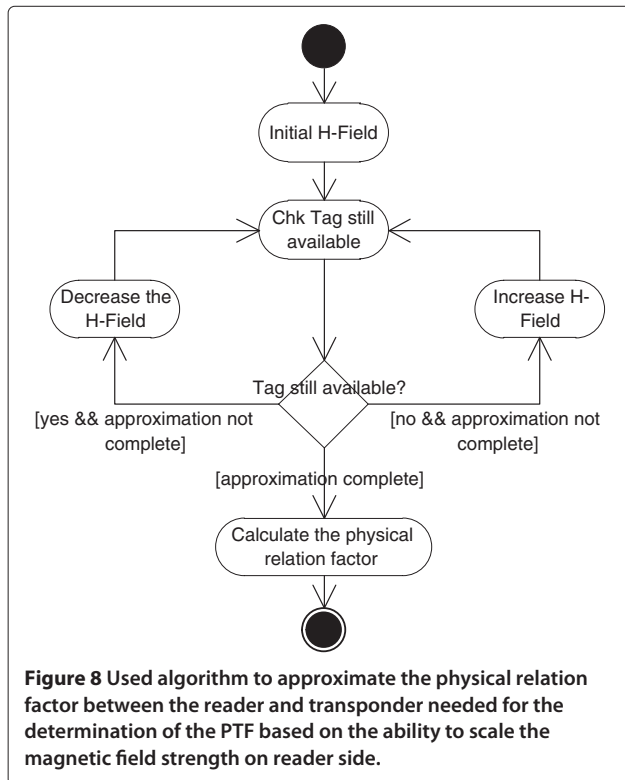 Initial H-Field
Chk Tag still
available
Decrease the
H-Field
Increase H-
Field
Tag still available?
[yes && approximation not
complete]
[no && approximation not
complete]
[approximation complete]
Calculate the physical
relation factor
Figure 8 Used algorithm to approximate the physical relation
factor between the reader and transponder needed for the
determination of the PTF based on the ability to scale the
magnetic field strength on reader side.